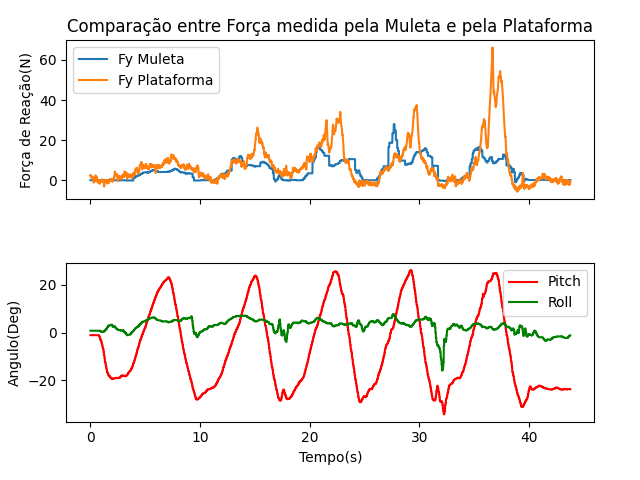 Comparação entre Força medida pela Muleta e pela Plataforma
Força de Reação(N)
60
40
20
0
Fy Muleta
Fy Plataforma
Angulo(Deg)
20
0
−20
Pitch
Roll
0
10
20
30
40
Tempo(s)